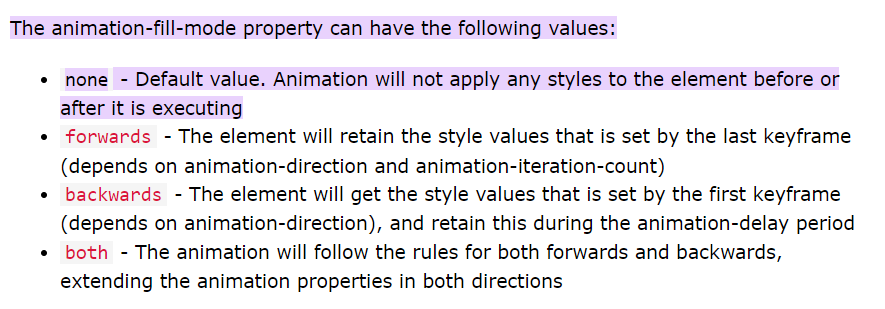 The animation-fill-mode property can have the following values:
• none - Default value. Animation will not apply any styles to the element before or
after it is executing
• forwards - The element will retain the style values that is set by the last keyframe
(depends on animation-direction and animation-iteration-count)
• backwards - The element will get the style values that is set by the first keyframe
(depends on animation-direction), and retain this during the animation-delay period
• both - The animation will follow the rules for both forwards and backwards,
extending the animation properties in both directions